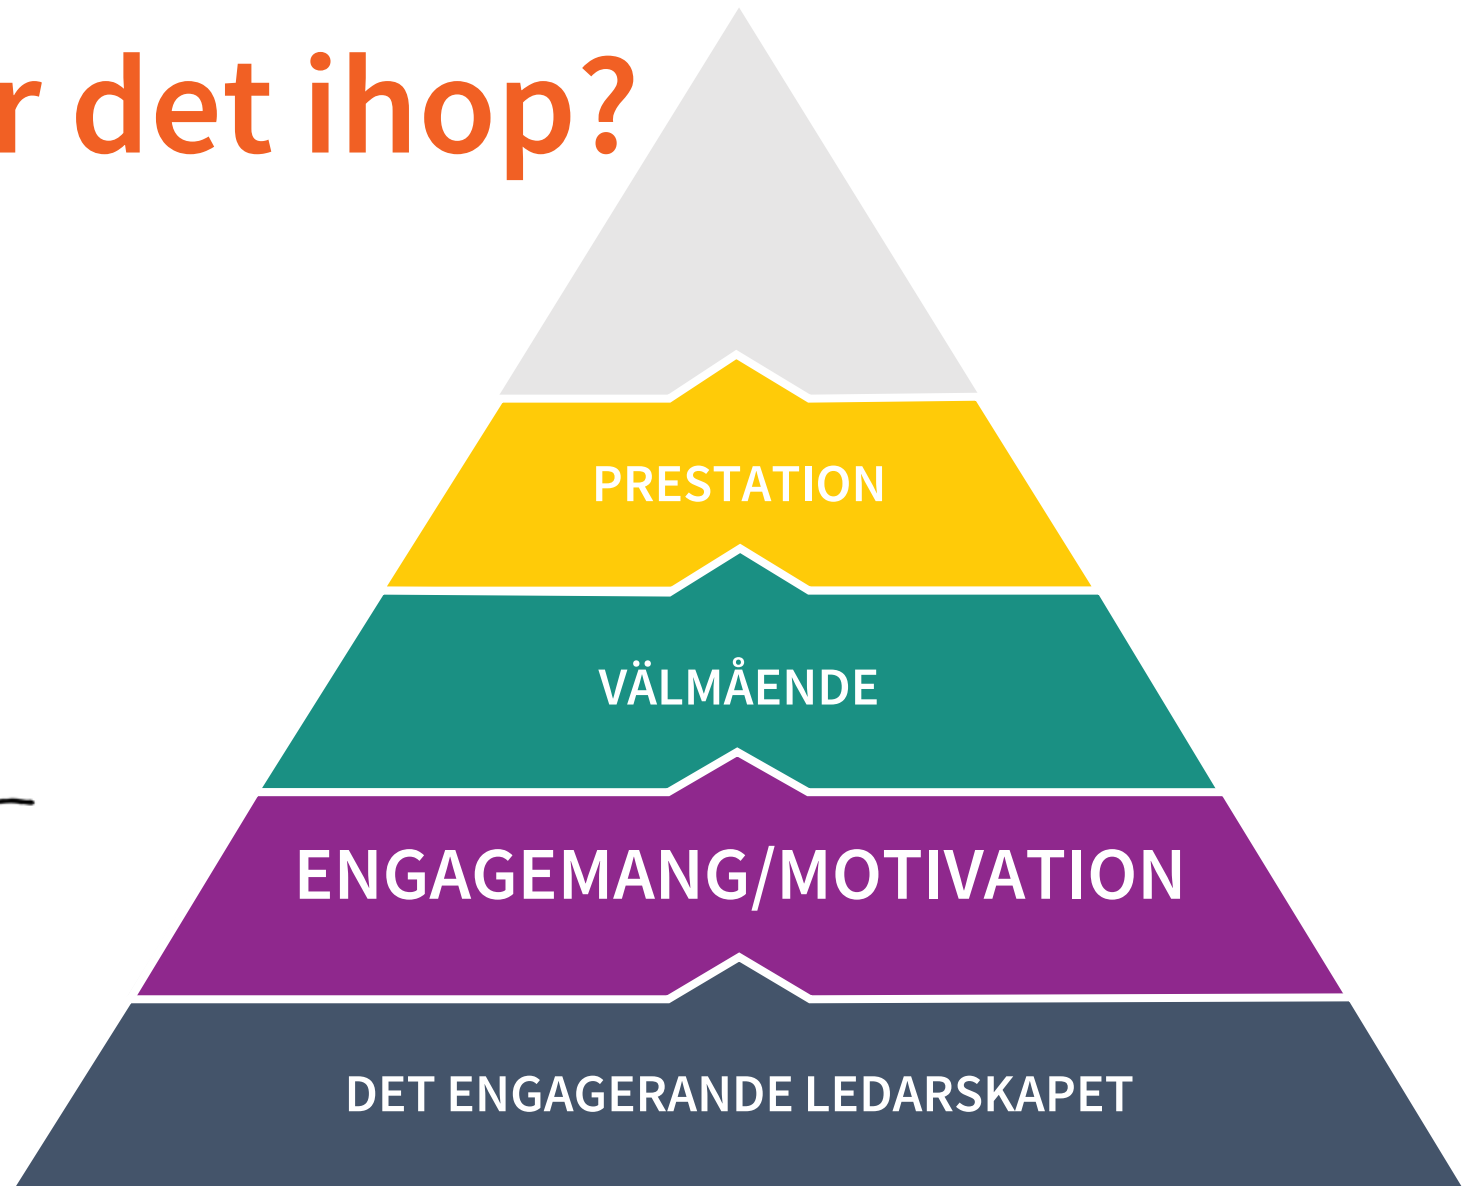 r det ihop?
PRESTATION
VÄLMÅENDE
ENGAGEMANG/MOTIVATION
DET ENGAGERANDE LEDARSKAPET